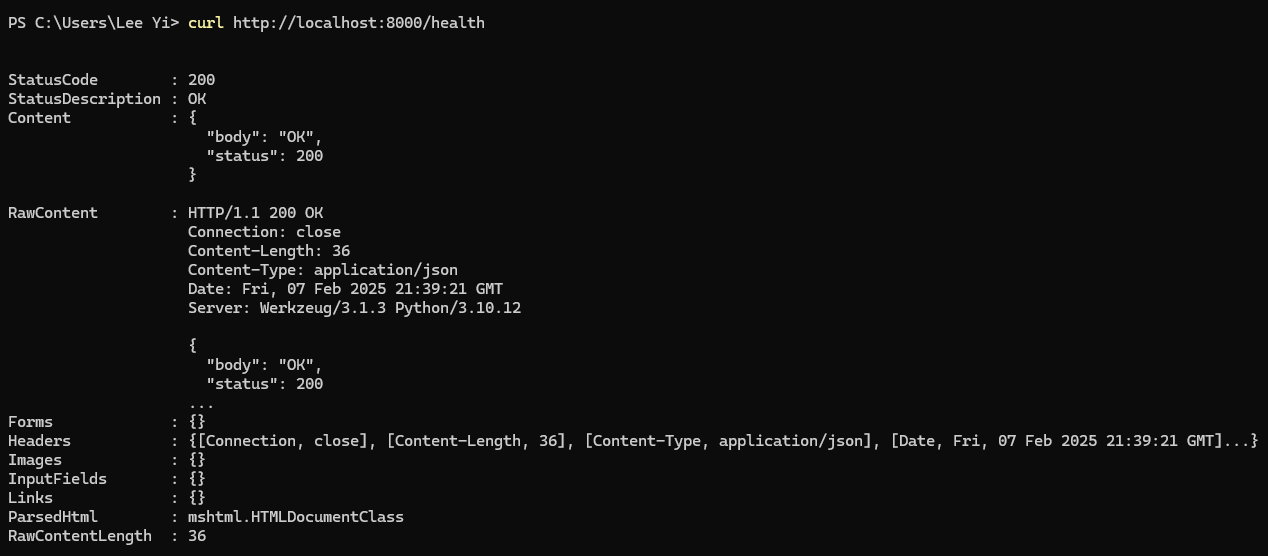 PS C:\Users\Lee Yi> curl http://localhost:8000/health
StatusCode        : 200
StatusDescription : OK
Content           : {
                      "body": "OK",
                      "status": 200
                    }
RawContent        : HTTP/1.1 200 OK
                    Connection: close
                    Content-Length: 36
                    Content-Type: application/json
                    Date: Fri, 07 Feb 2025 21:39:21 GMT
                    Server: Werkzeug/3.1.3 Python/3.10.12
                    {
                      "body": "OK",
                      "status": 200
                    ...
Forms             : {}
Headers           : {[Connection, close], [Content-Length, 36], [Content-Type, application/json], [Date, Fri, 07 Feb 2025 21:39:21 GMT]...}
Images            : {}
InputFields       : {}
Links             : {}
ParsedHtml        : mshtml.HTMLDocumentClass
RawContentLength  : 36